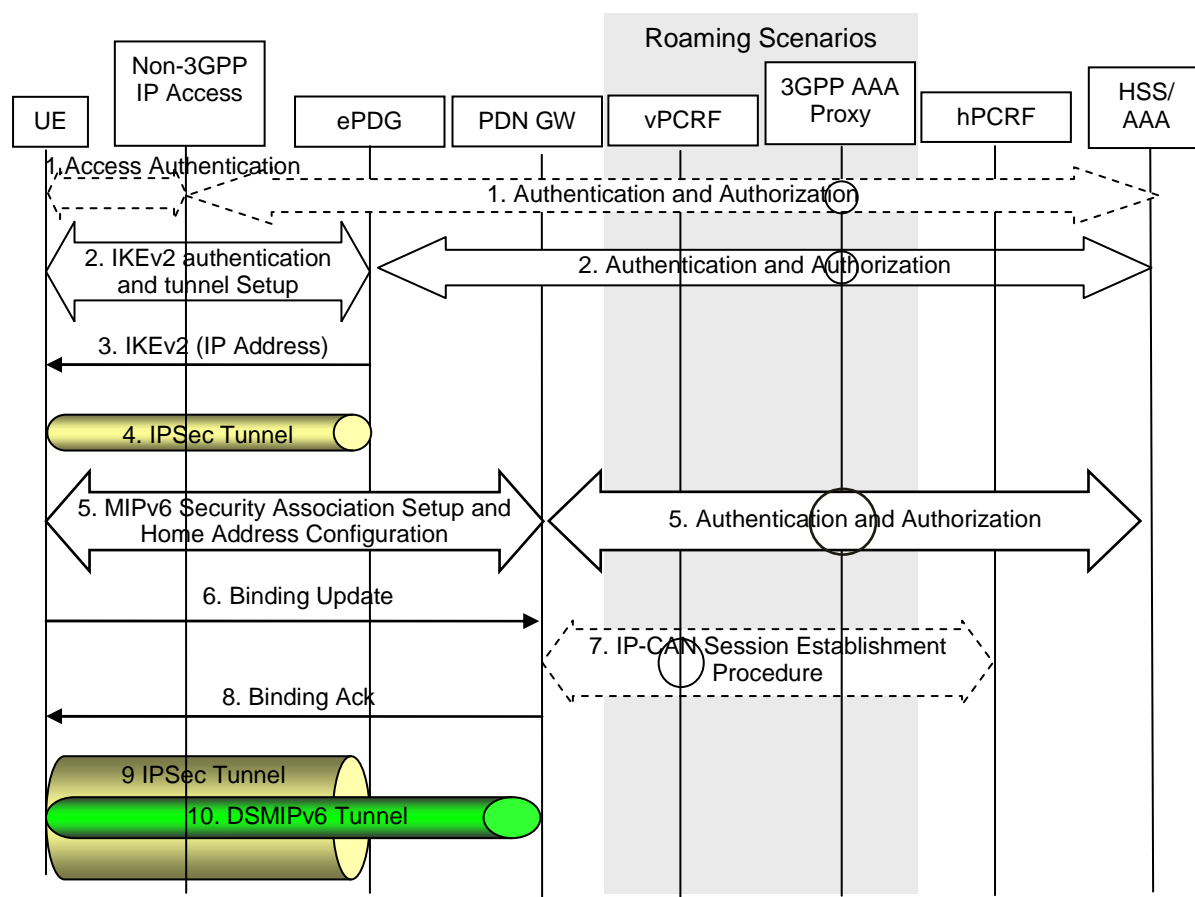 Roaming Scenarios
Non-3GPP
IP Access
3GPP AAA
Proxy
HSS/
AAA
UE
ePDG
PDN GW
vPCRF
hPCRF
1.Access Authentication
1. Authentication and Authorization
2. IKEv2 authentication
and tunnel Setup
2. Authentication and Authorization
3. IKEv2 (IP Address)
4. IPSec Tunnel
5. MIPv6 Security Association Setup and
Home Address Configuration
5. Authentication and Authorization
6. Binding Update
7. IP-CAN Session Establishment
Procedure
8. Binding Ack
9 IPSec Tunnel
10. DSMIPv6 Tunnel